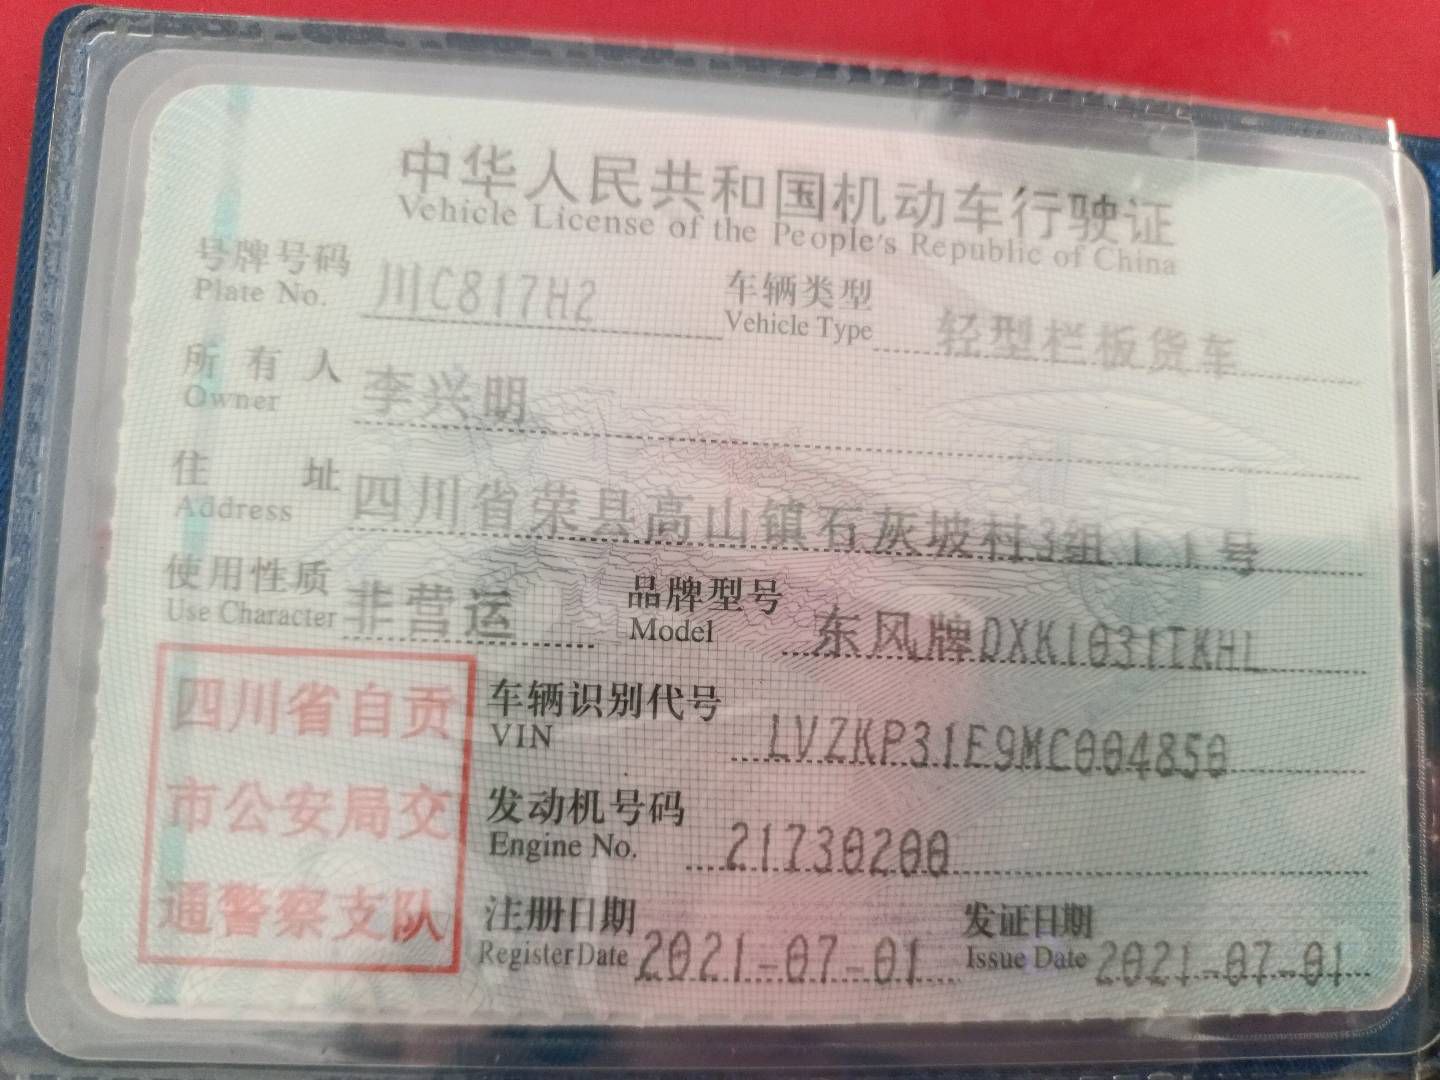 中华人民共和国机动车行驶证
Vehicle License of the People's Republic of China
号牌号码 川C817H2 车辆类型 轻型栏板货车
Plate No. Vehicle Type
所有人 李兴明
Owner
住址 四川省荣县高山镇石灰坡村3组11号
Address
使用性质 非营运 品牌型号 东风牌DXK1031TKHL
Use Character Model
四川省自贡
市公安局交
通警察支队
车辆识别代号 LVZKP31E9MC004850
VIN
发动机号码 21730200
Engine No.
注册日期 2021-07-01 发证日期 2021-07-01
Register Date Issue Date